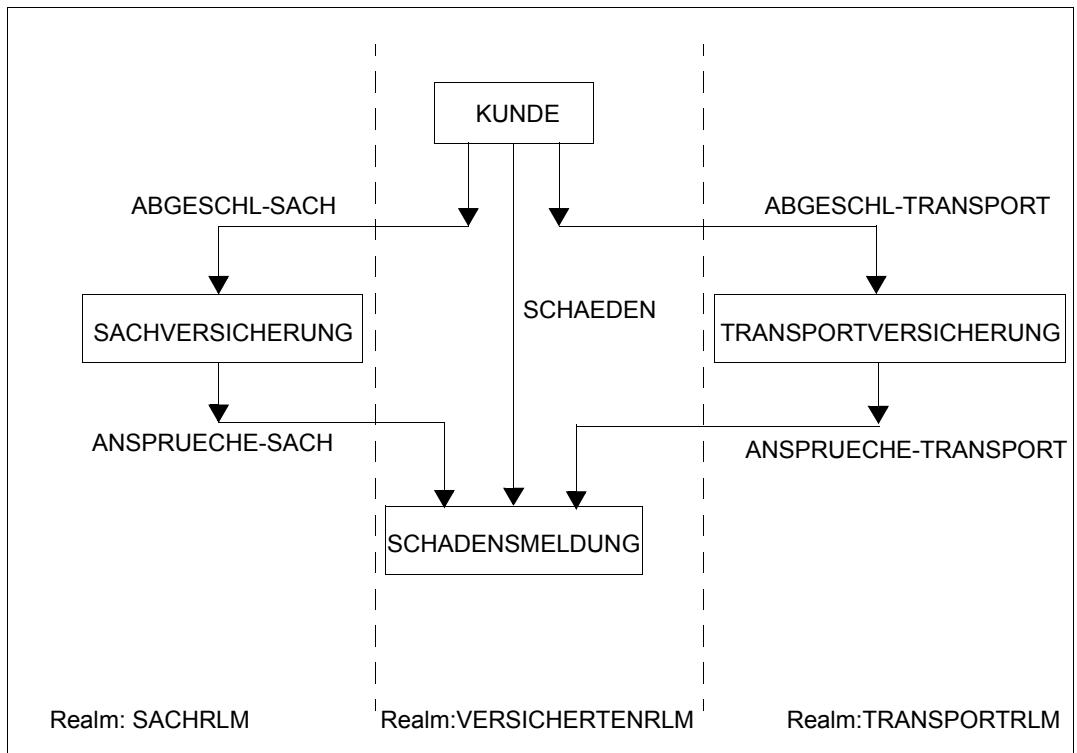 KUNDE
ABGESCHL-SACH
ABGESCHL-TRANSPORT
SCHAEDEN
SACHVERSICHERUNG
TRANSPORTVERSICHERUNG
ANSPRUECHE-SACH
ANSPRUECHE-TRANSPORT
SCHADENSMELDUNG
Realm: SACHRLM
Realm:VERSICHERTENRLM
Realm:TRANSPORTRLM